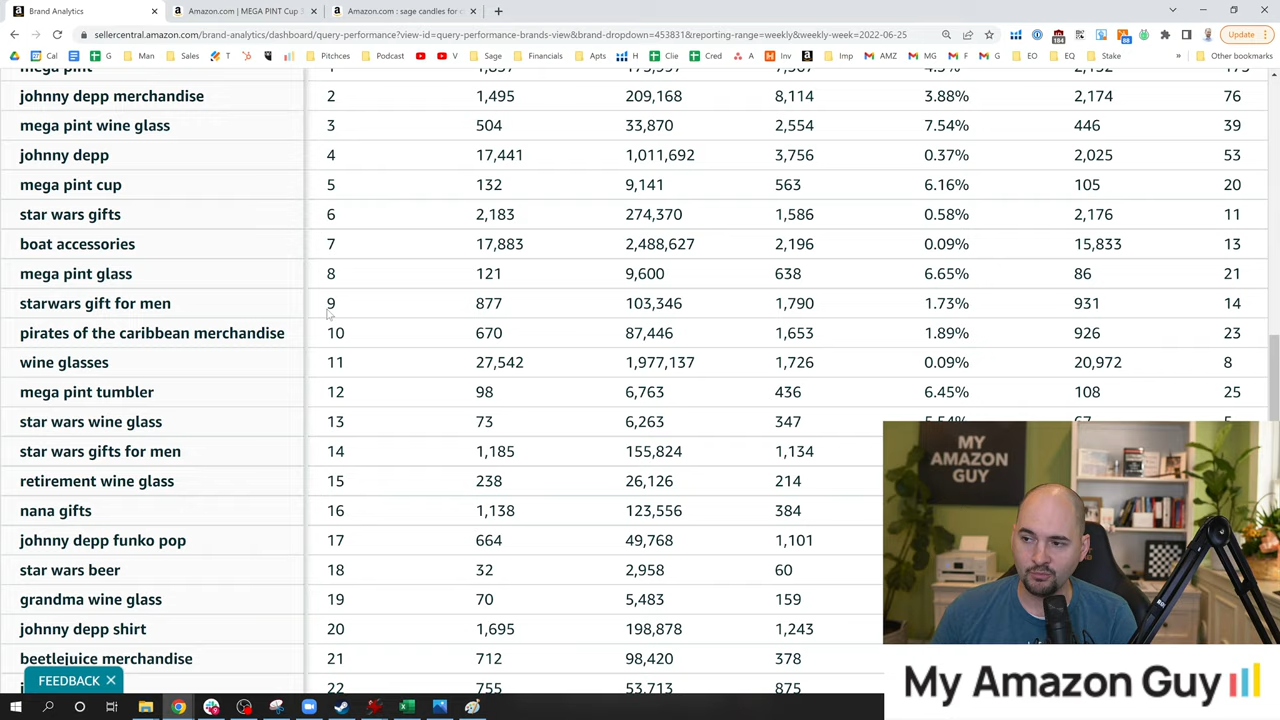 Brand Analytics
Amazon.com | MEGA PINT Cup
Amazon.com : sage candles for c
sellercentral.amazon.com/brand-analytics/dashboard/query-performance?view-id=query-performance-brands-view&brand-dropdown=453831&reporting-range=weekly&weekly-week=2022-06-25
184
88
Update
Cal G Man Sales T Pitches Podcast V Sage Financials Apts H Clie Cred A Inv Imp AMZ MG F G EO EQ Stake » Other bookmarks
mega pint
johnny depp merchandise 2 1,495 209,168 8,114 3.88% 2,174 76
mega pint wine glass 3 504 33,870 2,554 7.54% 446 39
johnny depp 4 17,441 1,011,692 3,756 0.37% 2,025 53
mega pint cup 5 132 9,141 563 6.16% 105 20
star wars gifts 6 2,183 274,370 1,586 0.58% 2,176 11
boat accessories 7 17,883 2,488,627 2,196 0.09% 15,833 13
mega pint glass 8 121 9,600 638 6.65% 86 21
starwars gift for men 9 877 103,346 1,790 1.73% 931 14
pirates of the caribbean merchandise 10 670 87,446 1,653 1.89% 926 23
wine glasses 11 27,542 1,977,137 1,726 0.09% 20,972 8
mega pint tumbler 12 98 6,763 436 6.45% 108 25
star wars wine glass 13 73 6,263 347
star wars gifts for men 14 1,185 155,824 1,134
retirement wine glass 15 238 26,126 214
nana gifts 16 1,138 123,556 384
johnny depp funko pop 17 664 49,768 1,101
star wars beer 18 32 2,958 60
grandma wine glass 19 70 5,483 159
johnny depp shirt 20 1,695 198,878 1,243
beetlejuice merchandise 21 712 98,420 378
22 755 53,713 875
FEEDBACK ×
MY
AMAZON
GUY
My Amazon Guy